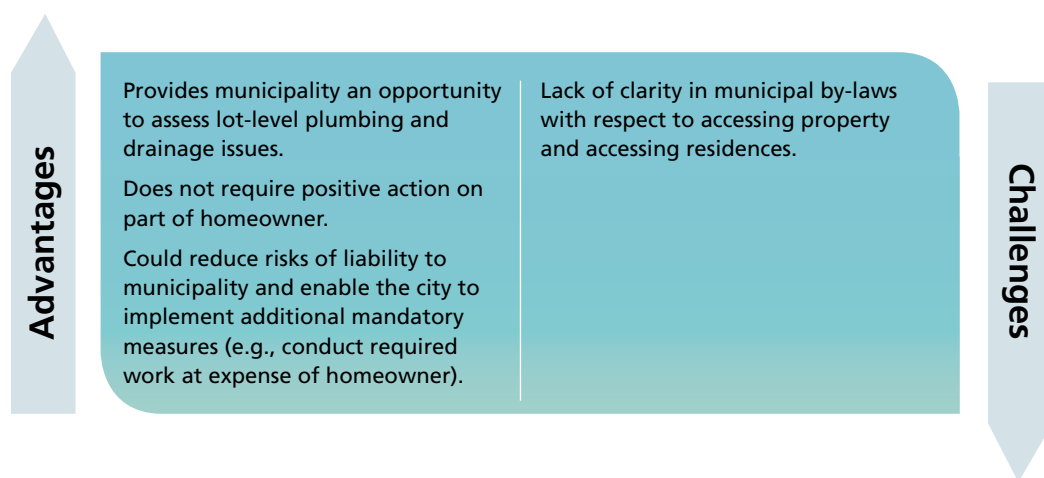 Advantages
Provides municipality an opportunity
to assess lot-level plumbing and
drainage issues.
Does not require positive action on
part of homeowner.
Could reduce risks of liability to
municipality and enable the city to
implement additional mandatory
measures (e.g., conduct required
work at expense of homeowner).
Lack of clarity in municipal by-laws
with respect to accessing property
and accessing residences.
Challenges